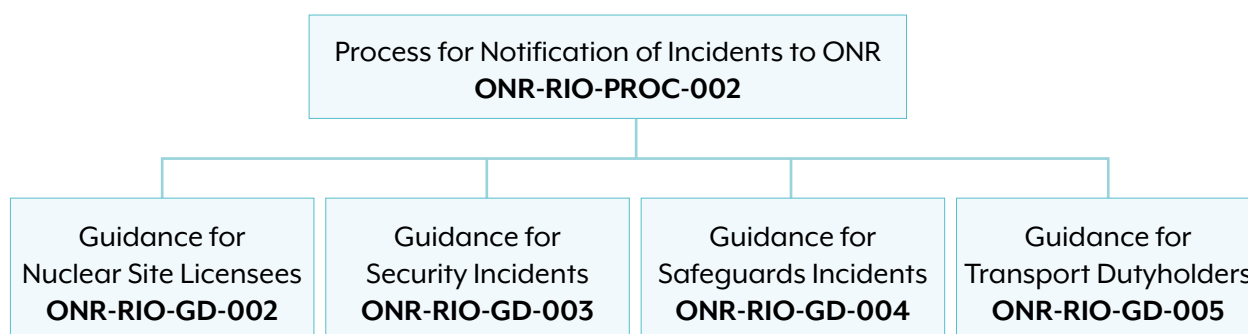 Process for Notification of Incidents to ONR
ONR-RIO-PROC-002
Guidance for
Nuclear Site Licensees
ONR-RIO-GD-002
Guidance for
Security Incidents
ONR-RIO-GD-003
Guidance for
Safeguards Incidents
ONR-RIO-GD-004
Guidance for
Transport Dutyholders
ONR-RIO-GD-005